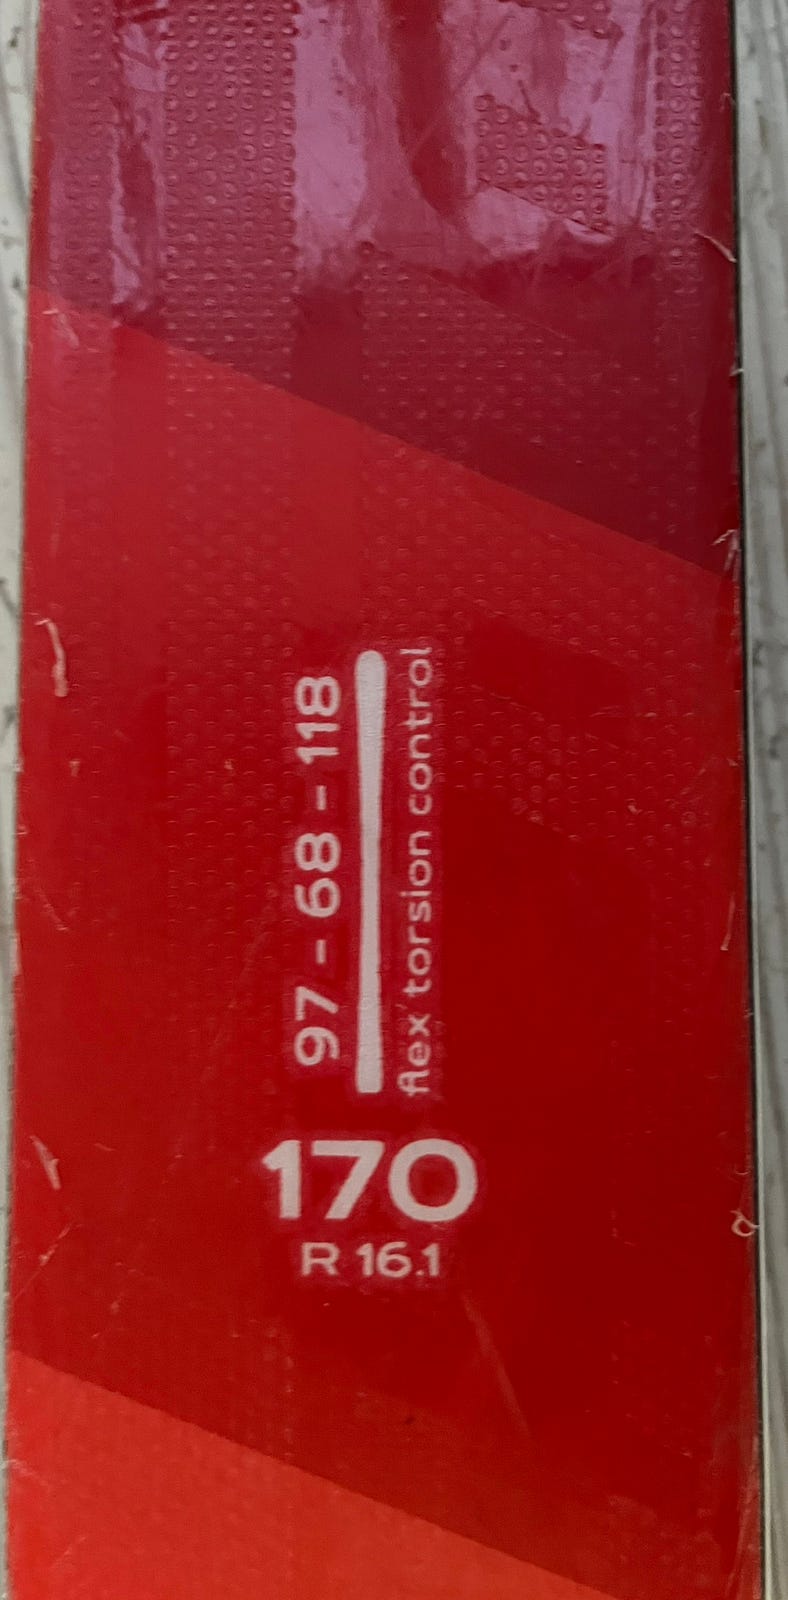 97 - 68 - 118
flex torsion control
170
R 16.1